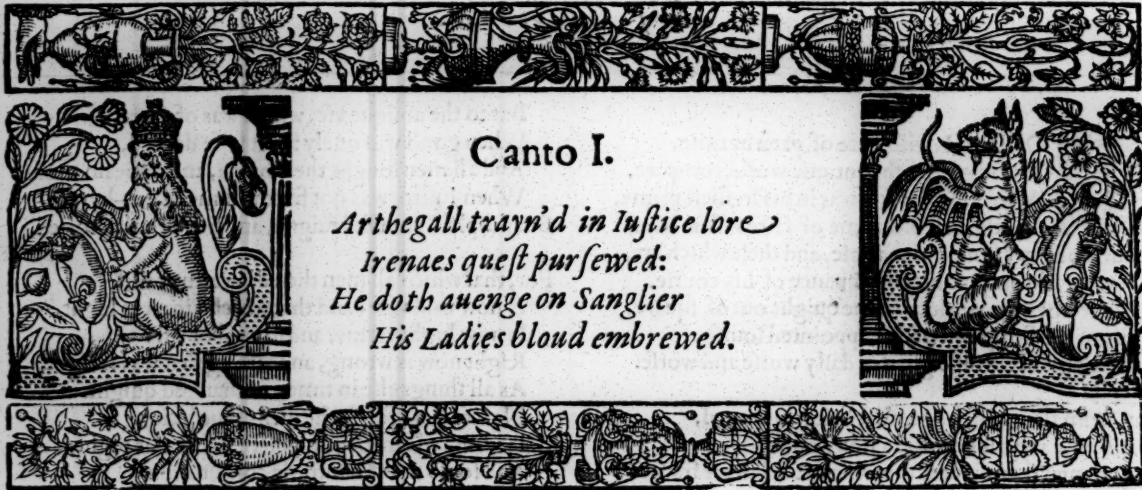 Canto I.
Arthegall trayn'd in Iuſtice lore
Irenaes queſt purſewed:
He doth auenge on Sanglier
His Ladies bloud embrewed.